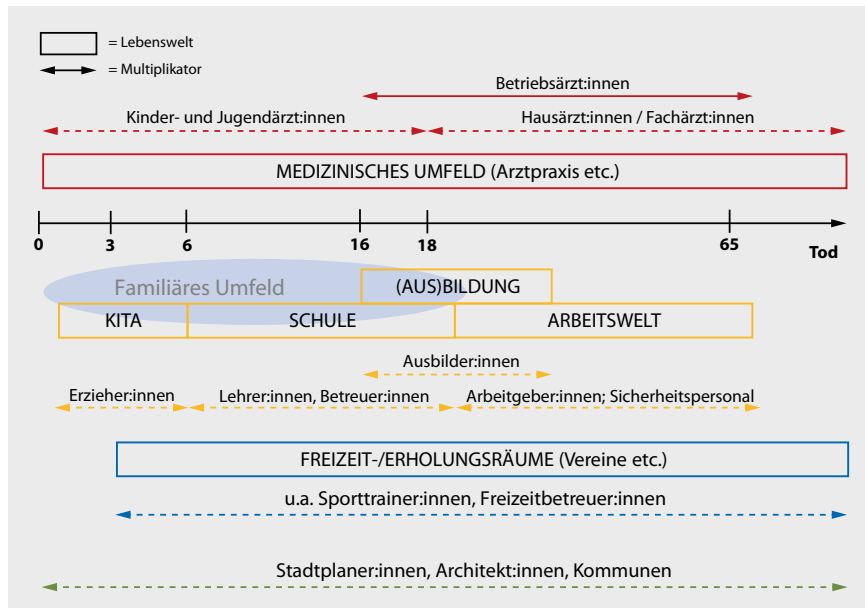 = Lebenswelt
= Multiplikator
Betriebsärzt:innen
Kinder- und Jugendärzt:innen
Hausärzt:innen / Fachärzt:innen
MEDIZINISCHES UMFELD (Arztpraxis etc.)
0 3 6 16 18 65 Tod
Familiäres Umfeld
(AUS)BILDUNG
KITA SCHULE ARBEITSWELT
Ausbilder:innen
Erzieher:innen Lehrer:innen, Betreuer:innen Arbeitgeber:innen; Sicherheitspersonal
FREIZEIT-/ERHOLUNGSRÄUME (Vereine etc.)
u.a. Sporttrainer:innen, Freizeitbetreuer:innen
Stadtplaner:innen, Architekt:innen, Kommunen